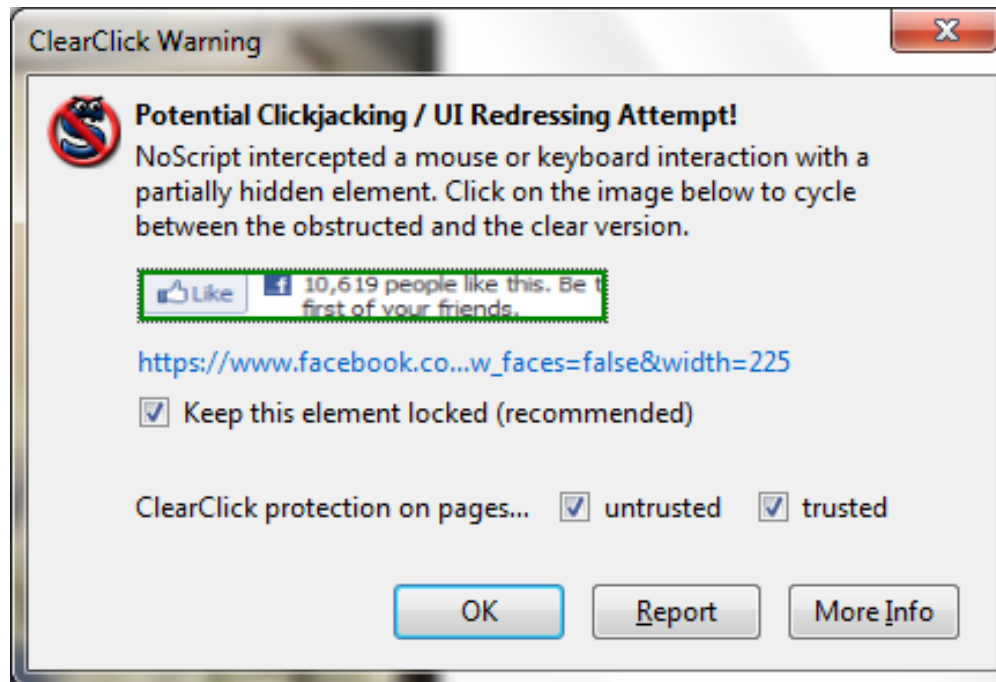 ClearClick Warning
Potential Clickjacking / UI Redressing Attempt!
NoScript intercepted a mouse or keyboard interaction with a
partially hidden element. Click on the image below to cycle
between the obstructed and the clear version.
Like 10,619 people like this. Be t
first of your friends.
https://www.facebook.co...w_faces=false&width=225
Keep this element locked (recommended)
ClearClick protection on pages... untrusted trusted
OK Report More Info